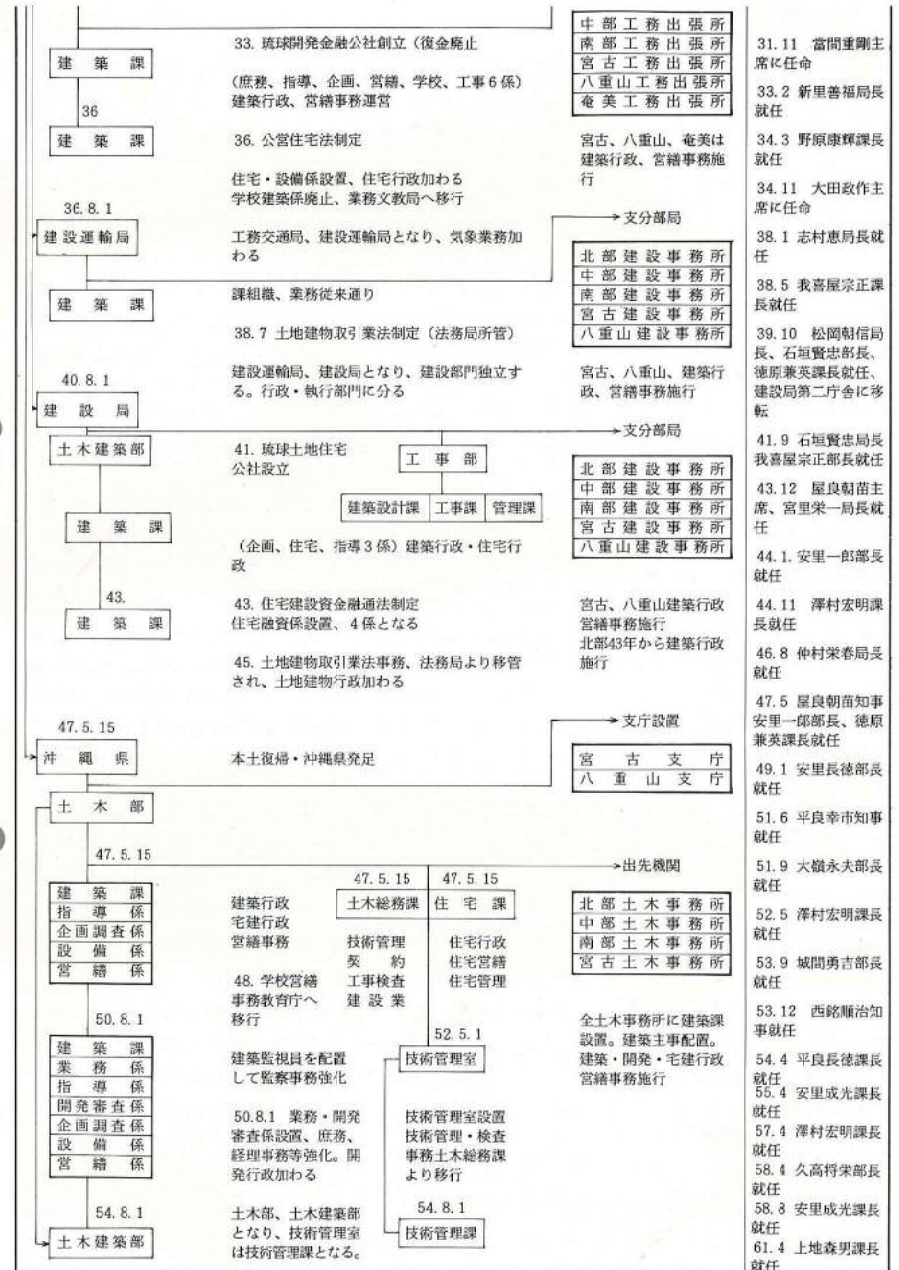 建築課
36
建築課
36.8.1
建設運輸局
建築課
40.8.1
建設局
土木建築部
建築課
43.
建築課
47.5.15
沖縄県
土木部
47.5.15
建築課
指導係
企画調査係
設備係
営繕係
50.8.1
建築課
業務係
指導係
開発審査係
企画調査係
設備係
営繕係
54.8.1
土木建築部
33. 琉球開発金融公社創立（復金廃止
（庶務、指導、企画、営繕、学校、工事6係）
建築行政、営繕事務運営
36. 公営住宅法制定
住宅・設備係設置、住宅行政加わる
学校建築係廃止、業務文教局へ移行
工務交通局、建設運輸局となり、気象業務加
わる
課組織、業務従来通り
38.7 土地建物取引業法制定（法務局所管）
建設運輸局、建設局となり、建設部門独立す
る。行政・執行部門に分る
41. 琉球土地住宅
公社設立
工事部
建築設計課 工事課 管理課
（企画、住宅、指導3係）建築行政・住宅行
政
43. 住宅建設資金融通法制定
住宅融資係設置、4係となる
45. 土地建物取引業法事務、法務局より移管
され、土地建物行政加わる
本土復帰・沖縄県発足
建築行政
宅建行政
営繕事務
48. 学校営繕
事務教育庁へ
移行
建築監視員を配置
して監察事務強化
50.8.1 業務・開発
審査係設置、庶務、
経理事務等強化。開
発行政加わる
土木部、土木建築部
となり、技術管理室
は技術管理課となる。
47.5.15
土木総務課
技術管理
契約
工事検査
建設業
47.5.15
住宅課
住宅行政
住宅営繕
住宅管理
52.5.1
技術管理室
技術管理室設置
技術管理・検査
事務土木総務課
より移行
54.8.1
技術管理課
中部工務出張所
南部工務出張所
宮古工務出張所
八重山工務出張所
奄美工務出張所
宮古、八重山、奄美は
建築行政、営繕事務施
行
支分部局
北部建設事務所
中部建設事務所
南部建設事務所
宮古建設事務所
八重山建設事務所
宮古、八重山、建築行
政、営繕事務施行
支分部局
北部建設事務所
中部建設事務所
南部建設事務所
宮古建設事務所
八重山建設事務所
宮古、八重山建築行政
営繕事務施行
北部43年から建築行政
施行
支庁設置
宮古支庁
八重山支庁
出先機関
北部土木事務所
中部土木事務所
南部土木事務所
宮古土木事務所
全土木事務所に建築課
設置。建築主事配置。
建築・開発・宅建行政
営繕事務施行
31.11 當間重剛主
席に任命
33.2 新里善福局長
就任
34.3 野原康輝課長
就任
34.11 大田政作主
席に任命
38.1 志村恵局長就
任
38.5 我喜屋宗正課
長就任
39.10 松岡朝信局
長、石垣賢忠部長、
徳原兼英課長就任、
建設局第二庁舎に移
転
41.9 石垣賢忠局長
我喜屋宗正部長就任
43.12 屋良朝苗主
席、宮里栄一局長就
任
44.1. 安里一郎部長
就任
44.11 澤村宏明課
長就任
46.8 仲村栄春局長
就任
47.5 屋良朝苗知事
安里一郎部長、徳原
兼英課長就任
49.1 安里長徳部長
就任
51.6 平良幸市知事
就任
51.9 大嶺永夫部長
就任
52.5 澤村宏明課長
就任
53.9 城間勇吉部長
就任
53.12 西銘順治知
事就任
54.4 平良長徳課長
就任
55.4 安里成光課長
就任
57.4 澤村宏明課長
就任
58.4 久高将栄部長
就任
58.8 安里成光課長
就任
61.4 上地森男課長
就任